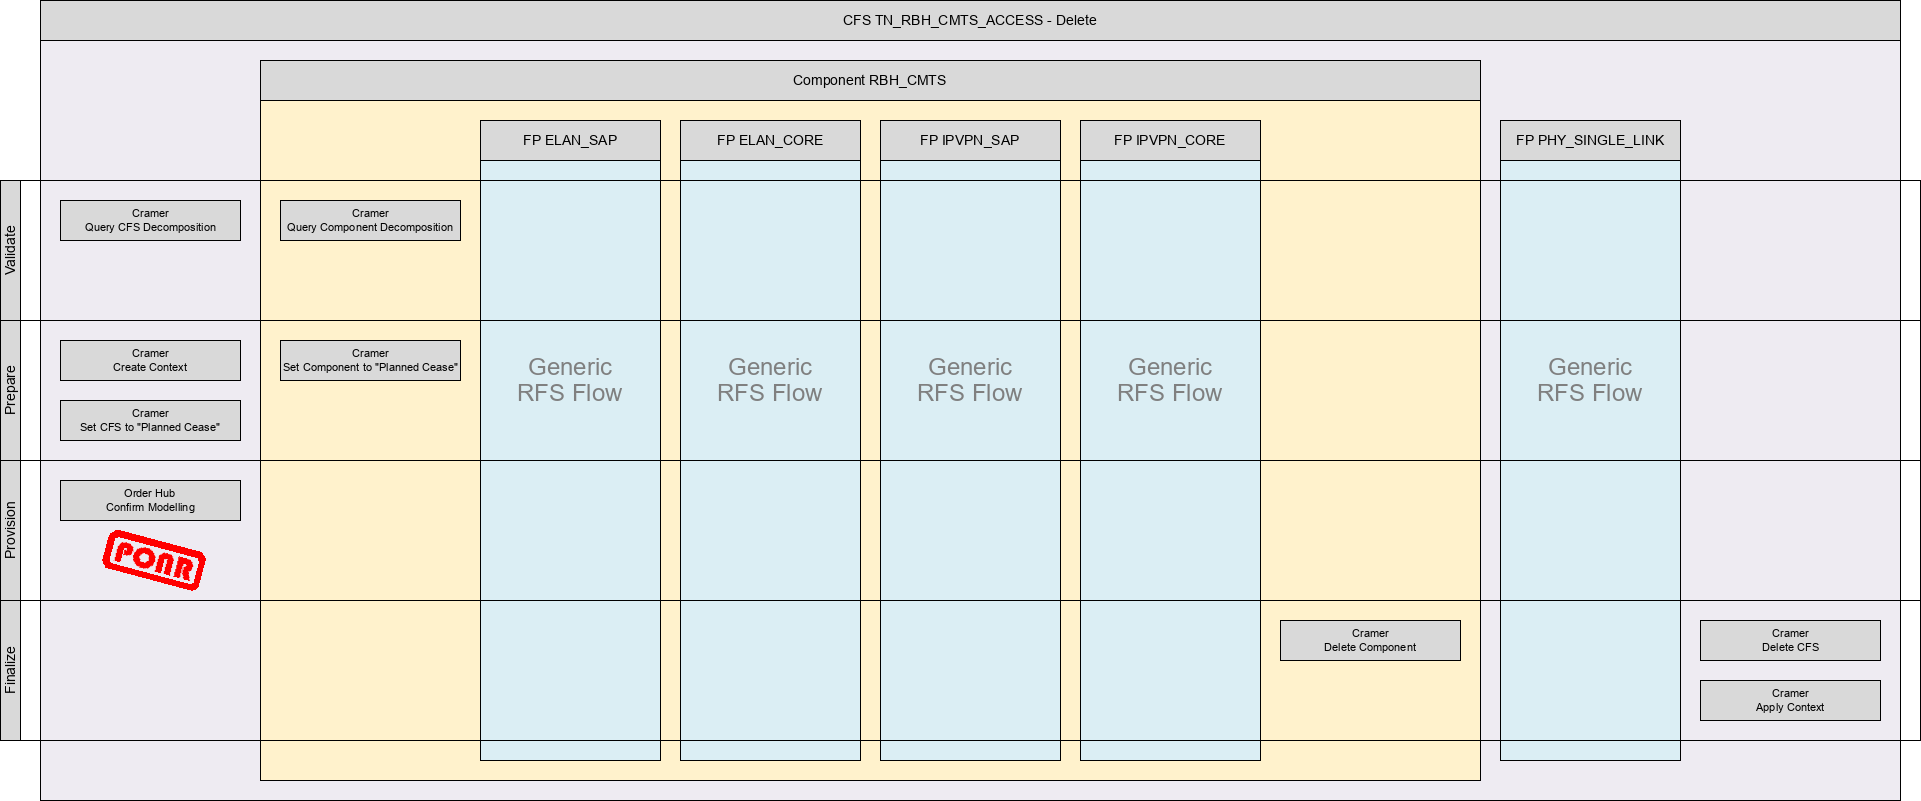 CFS TN_RBH_CMTS_ACCESS - Delete
Component RBH_CMTS
FP ELAN_SAP
FP ELAN_CORE
FP IPVPN_SAP
FP IPVPN_CORE
FP PHY_SINGLE_LINK
Validate
Cramer
Query CFS Decomposition
Cramer
Query Component Decomposition
Prepare
Cramer
Create Context
Cramer
Set Component to "Planned Cease"
Generic
RFS Flow
Generic
RFS Flow
Generic
RFS Flow
Generic
RFS Flow
Generic
RFS Flow
Cramer
Set CFS to "Planned Cease"
Provision
Order Hub
Confirm Modelling
PONR
Finalize
Cramer
Delete Component
Cramer
Delete CFS
Cramer
Apply Context